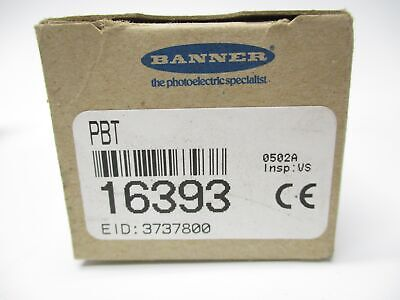 BANNER
the photoelectric specialist
PBT
0502A
Insp:VS
16393
CE
EID:3737800